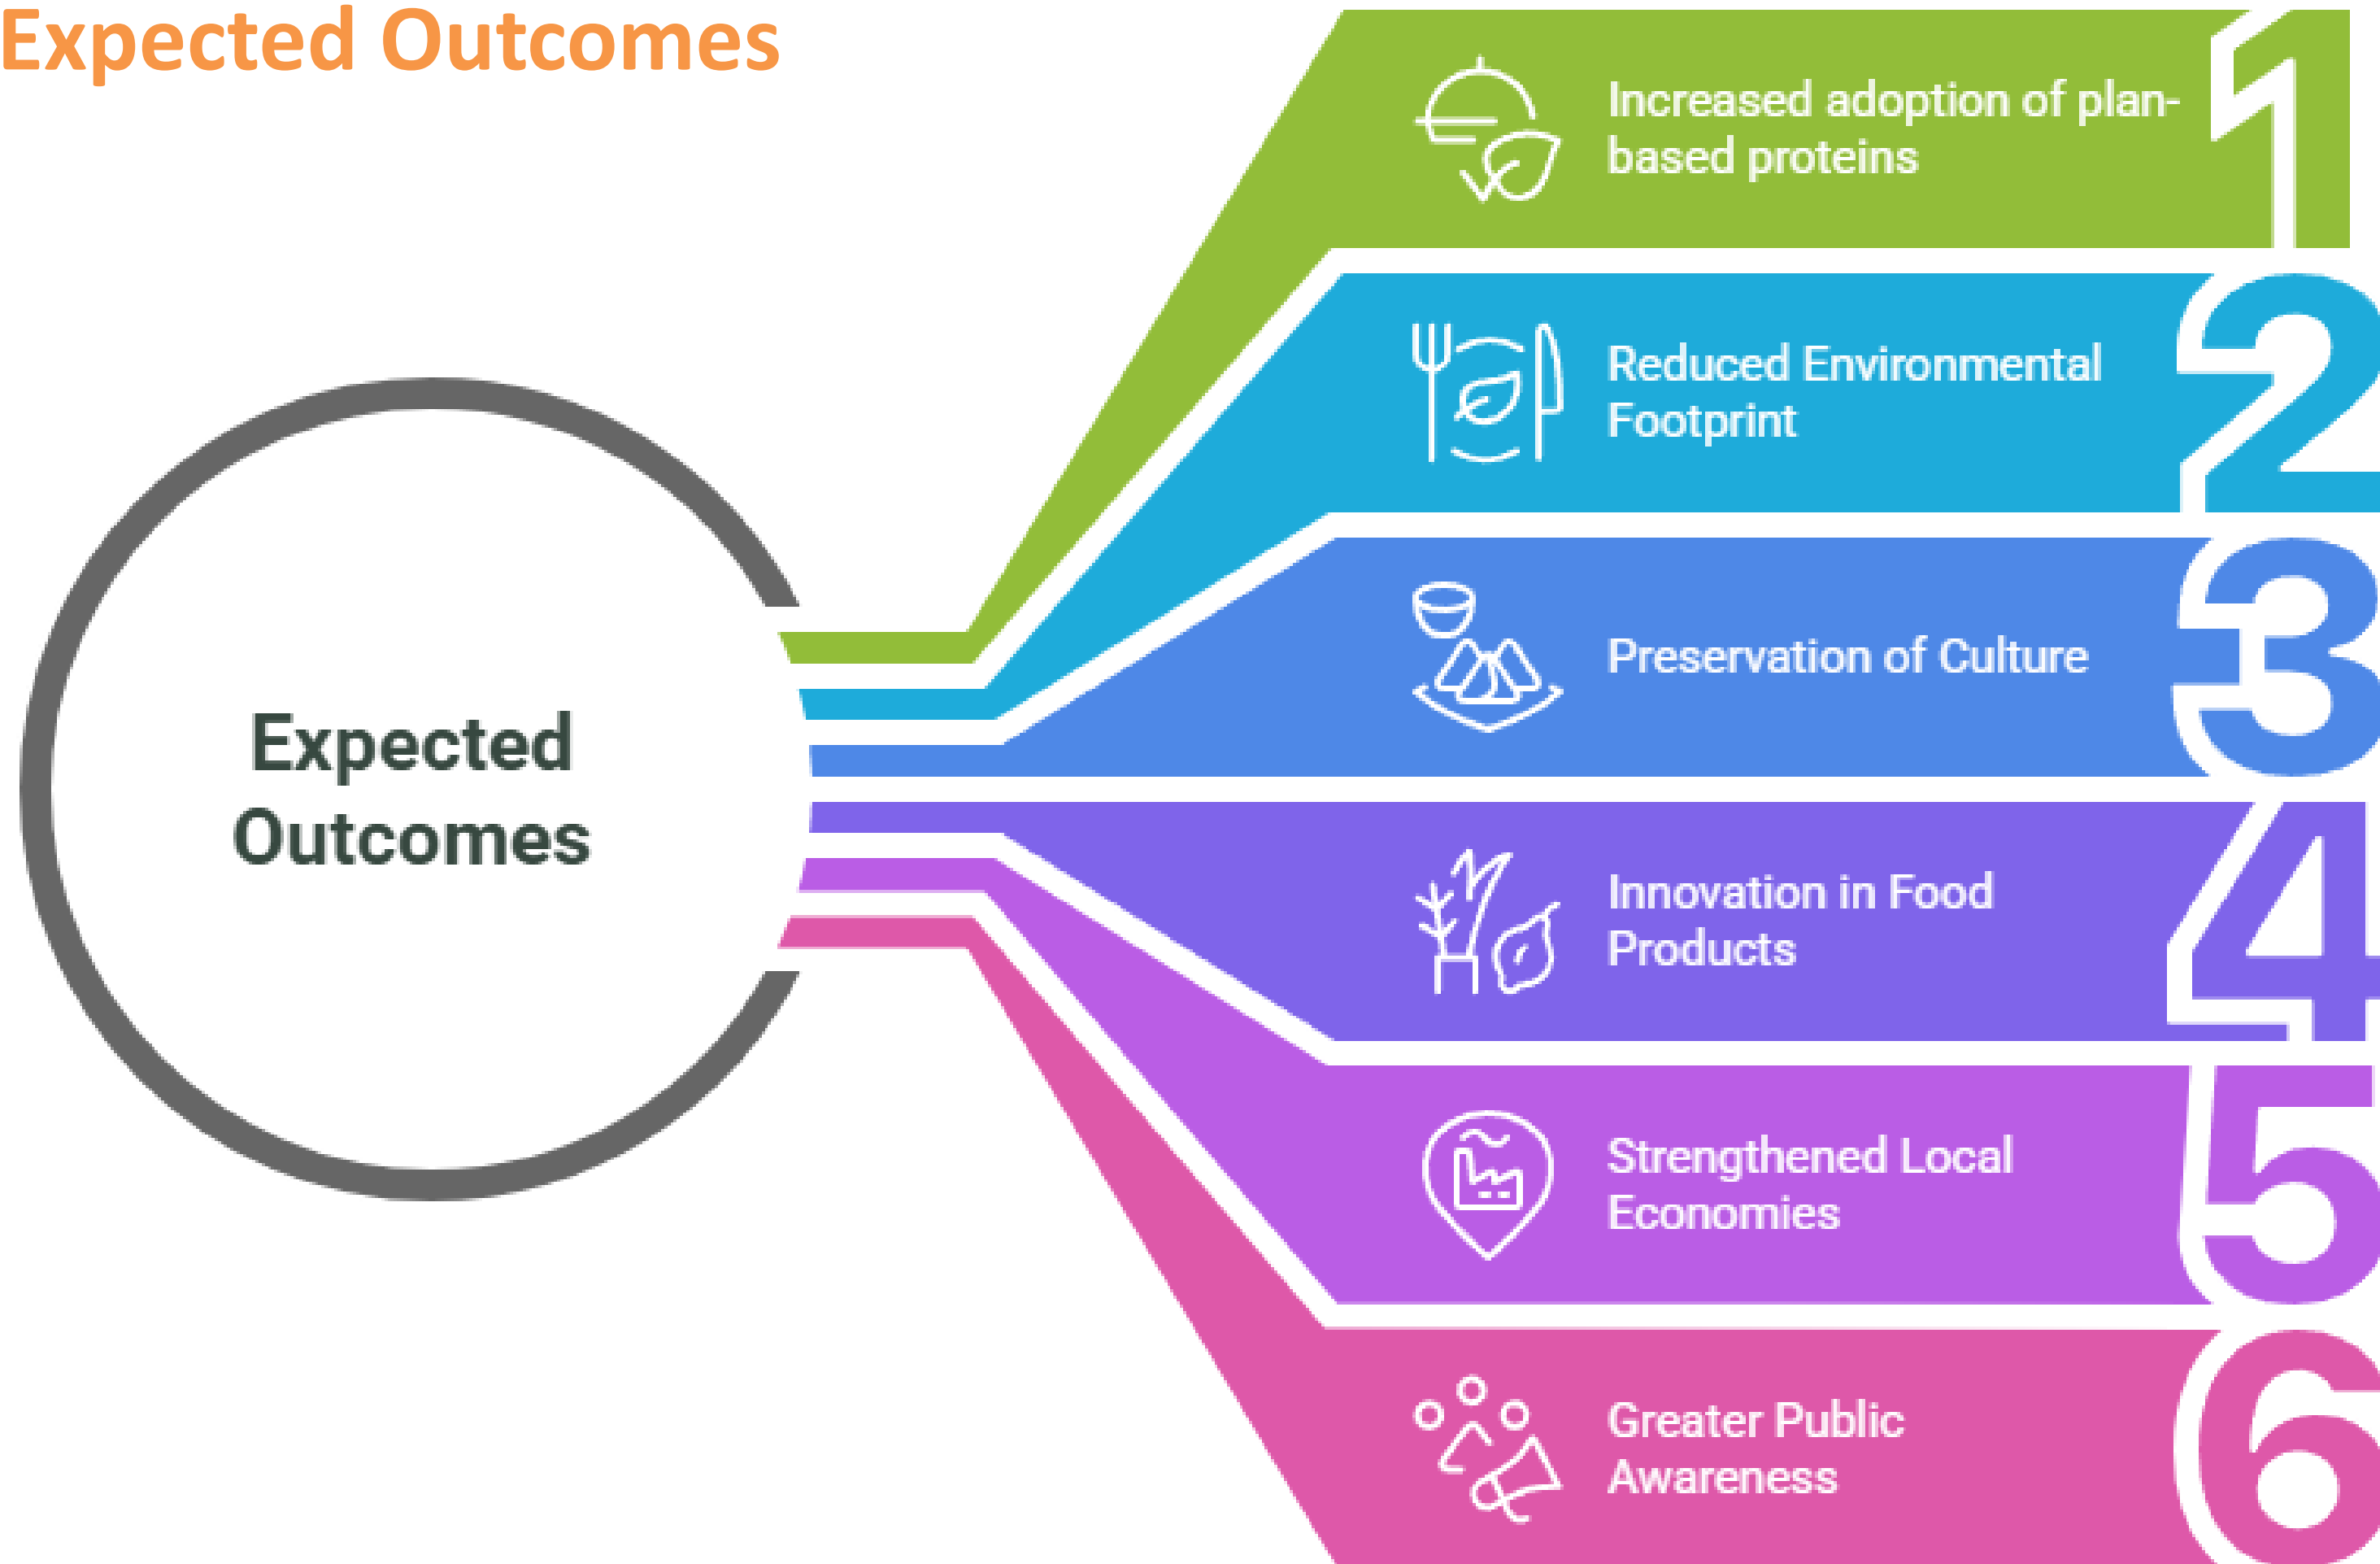 Expected Outcomes
Expected
Outcomes
Increased adoption of plan-
based proteins
1
Reduced Environmental
Footprint
2
Preservation of Culture
3
Innovation in Food
Products
4
Strengthened Local
Economies
5
Greater Public
Awareness
6